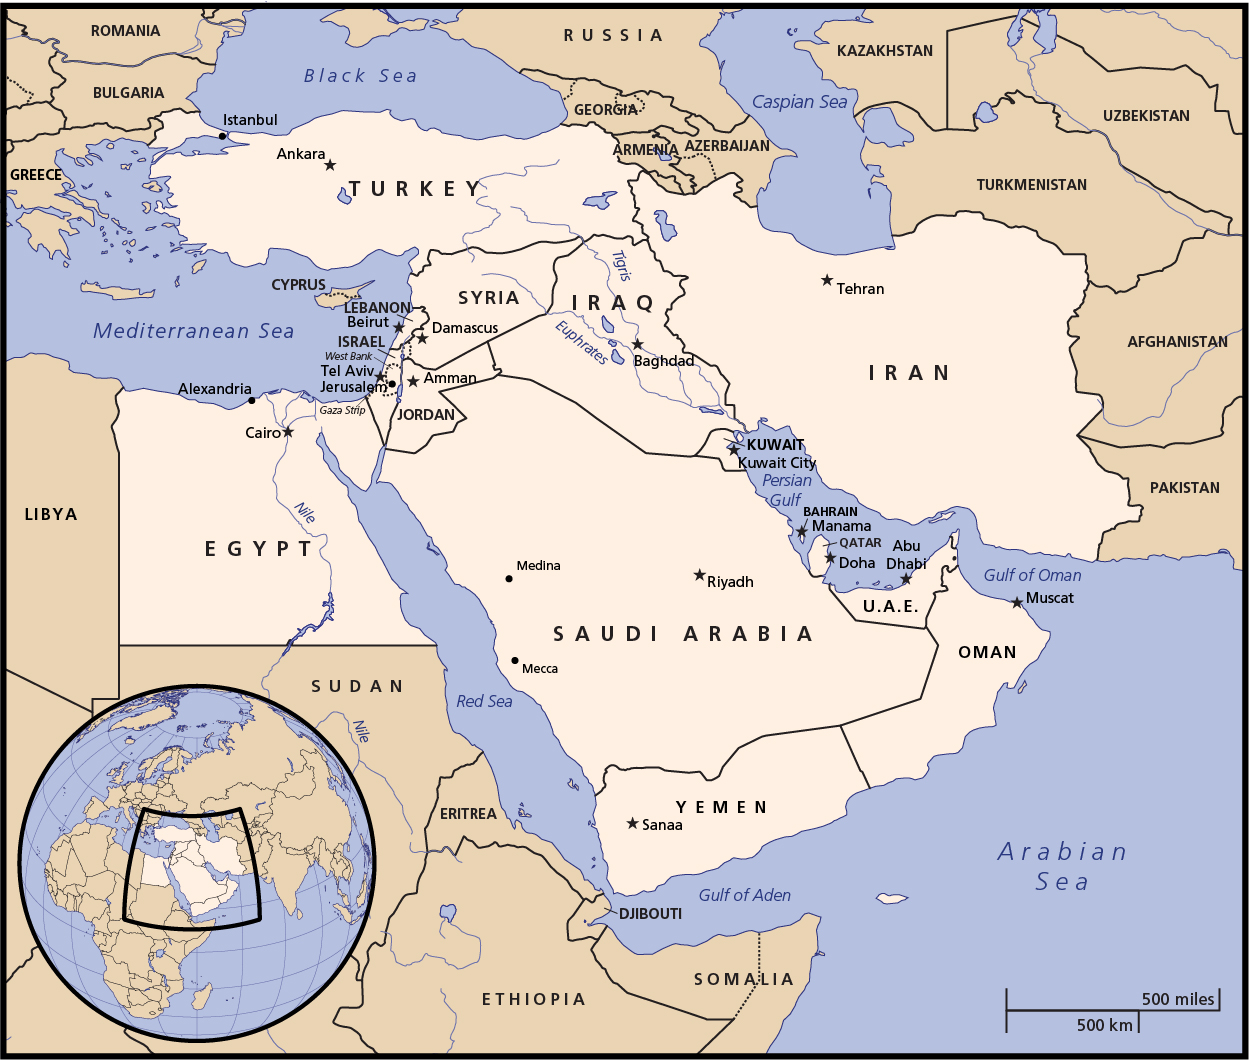 ROMANIA
RUSSIA
KAZAKHSTAN
Black Sea
BULGARIA
Caspian Sea
GEORGIA
UZBEKISTAN
Istanbul
ARMENIA
AZERBAIJAN
Ankara
GREECE
TURKEY
TURKMENISTAN
Tigris
CYPRUS
Tehran
SYRIA
IRAQ
LEBANON
Beirut
Damascus
Mediterranean Sea
ISRAEL
Euphrates
AFGHANISTAN
West Bank
Baghdad
Tel Aviv
IRAN
Amman
Jerusalem
Alexandria
Gaza Strip
JORDAN
Cairo
KUWAIT
Kuwait City
Persian
Gulf
PAKISTAN
LIBYA
Nile
BAHRAIN
Manama
EGYPT
QATAR
Abu
Dhabi
Doha
Medina
Gulf of Oman
Riyadh
Muscat
U.A.E.
SAUDI ARABIA
OMAN
Mecca
SUDAN
Red Sea
Nile
YEMEN
ERITREA
Sanaa
Arabian
Sea
Gulf of Aden
DJIBOUTI
SOMALIA
ETHIOPIA
500 miles
500 km